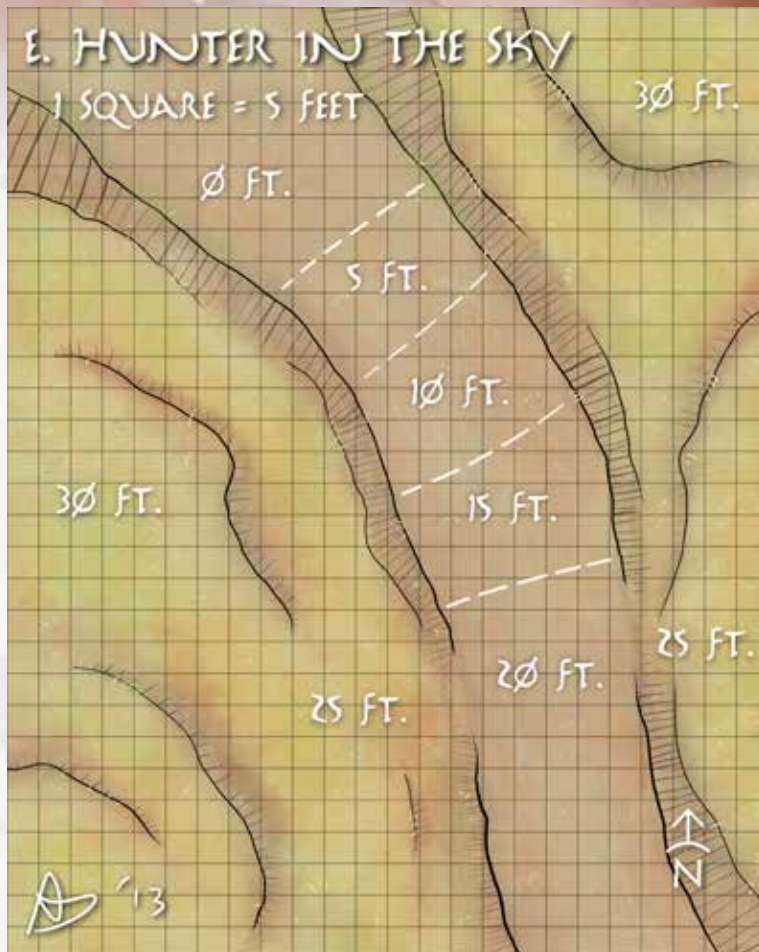 E. HUNTER IN THE SKY
1 SQUARE = 5 FEET
30 FT.
0 FT.
5 FT.
10 FT.
30 FT.
15 FT.
25 FT.
20 FT.
25 FT.
N
'13